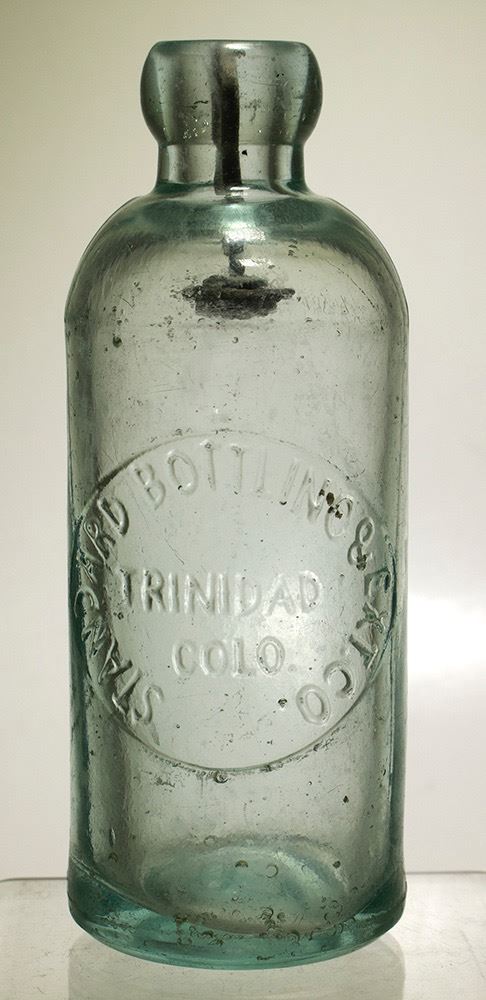 STANDARD BOTTLING & EXT. CO
TRINIDAD
COLO.